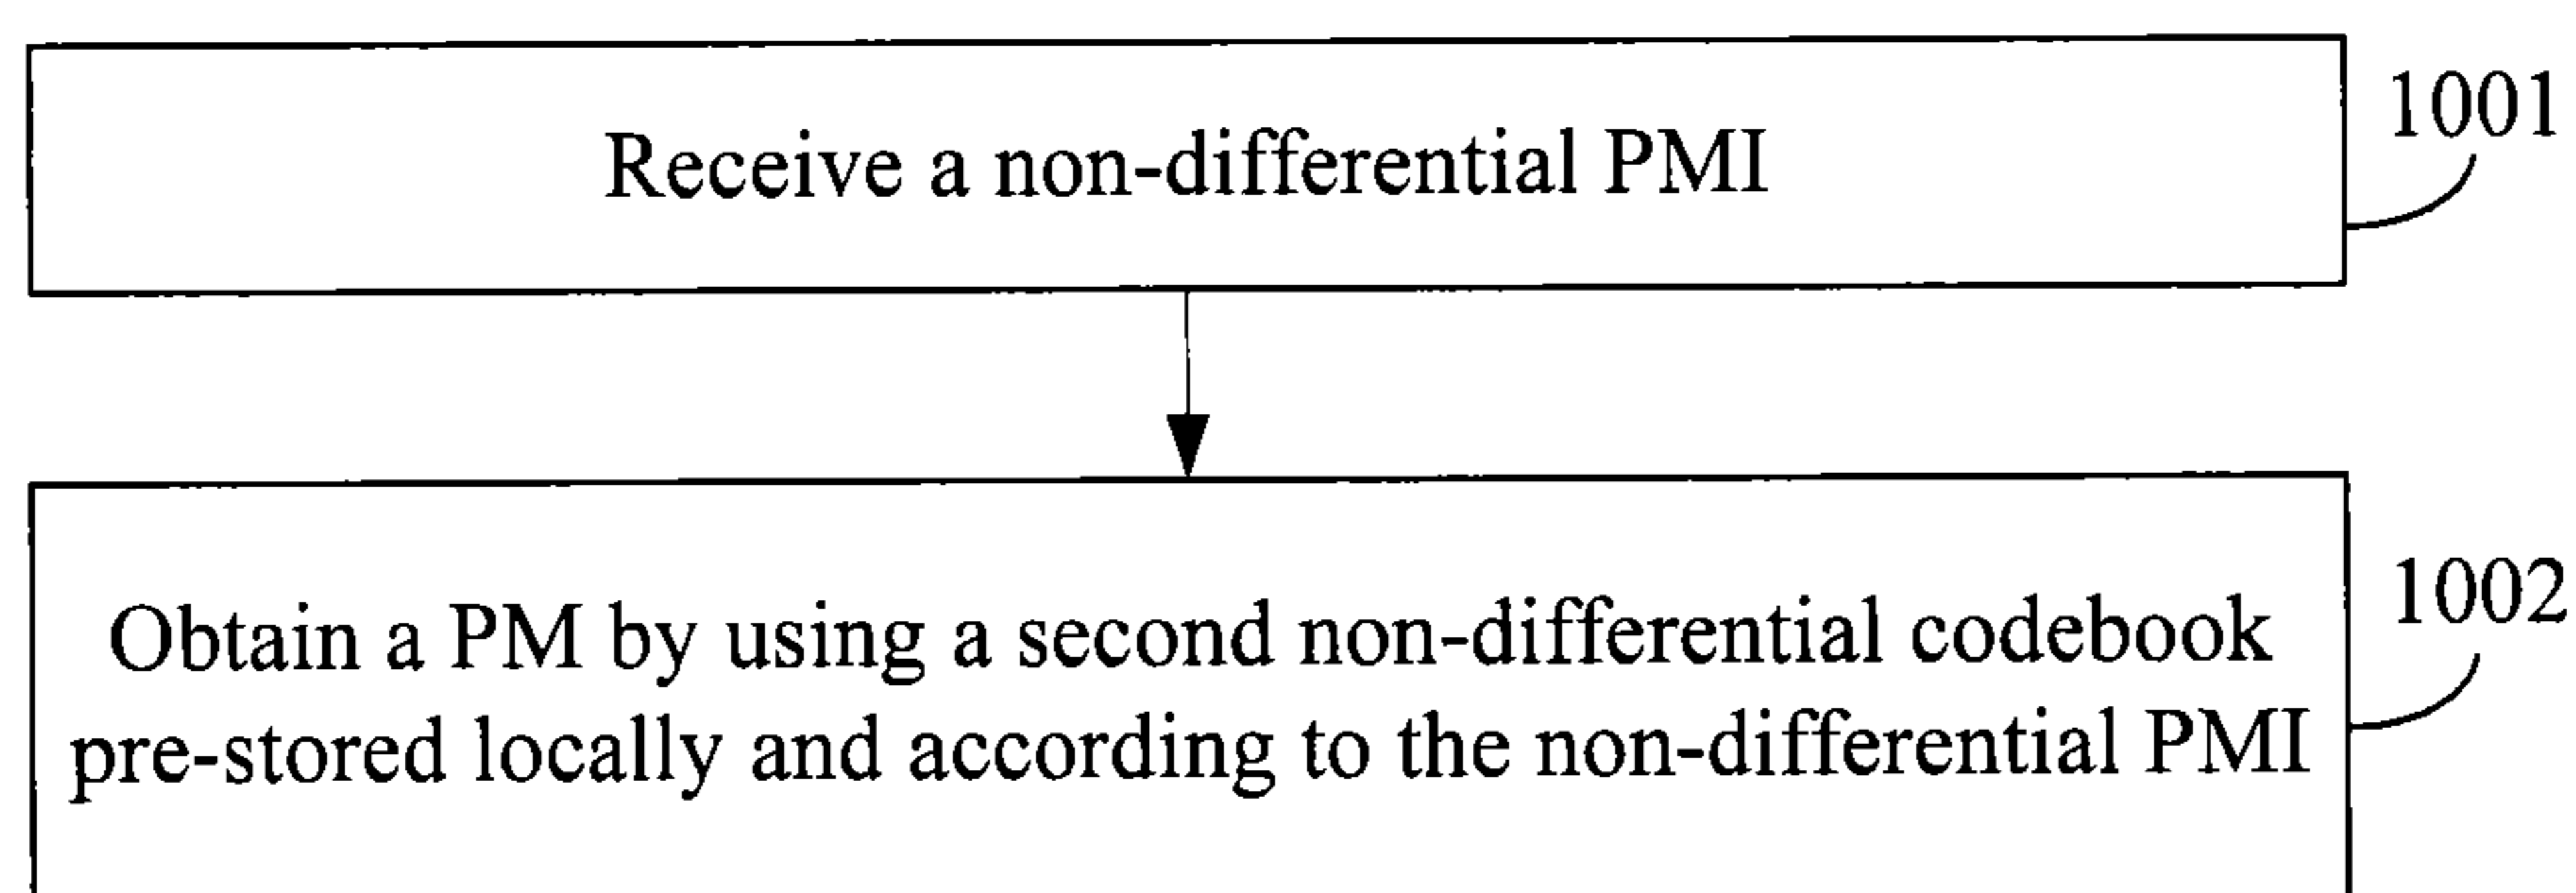 Receive a non-differential PMI
1001
Obtain a PM by using a second non-differential codebook
pre-stored locally and according to the non-differential PMI
1002